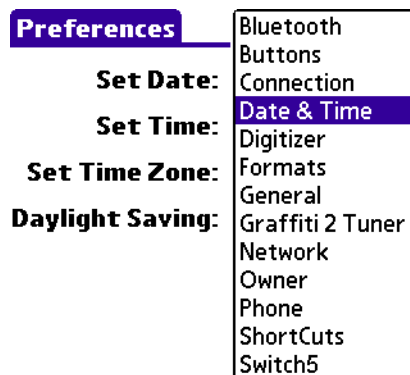 Preferences
Set Date:
Set Time:
Set Time Zone:
Daylight Saving:
Bluetooth
Buttons
Connection
Date & Time
Digitizer
Formats
General
Graffiti 2 Tuner
Network
Owner
Phone
ShortCuts
Switch5